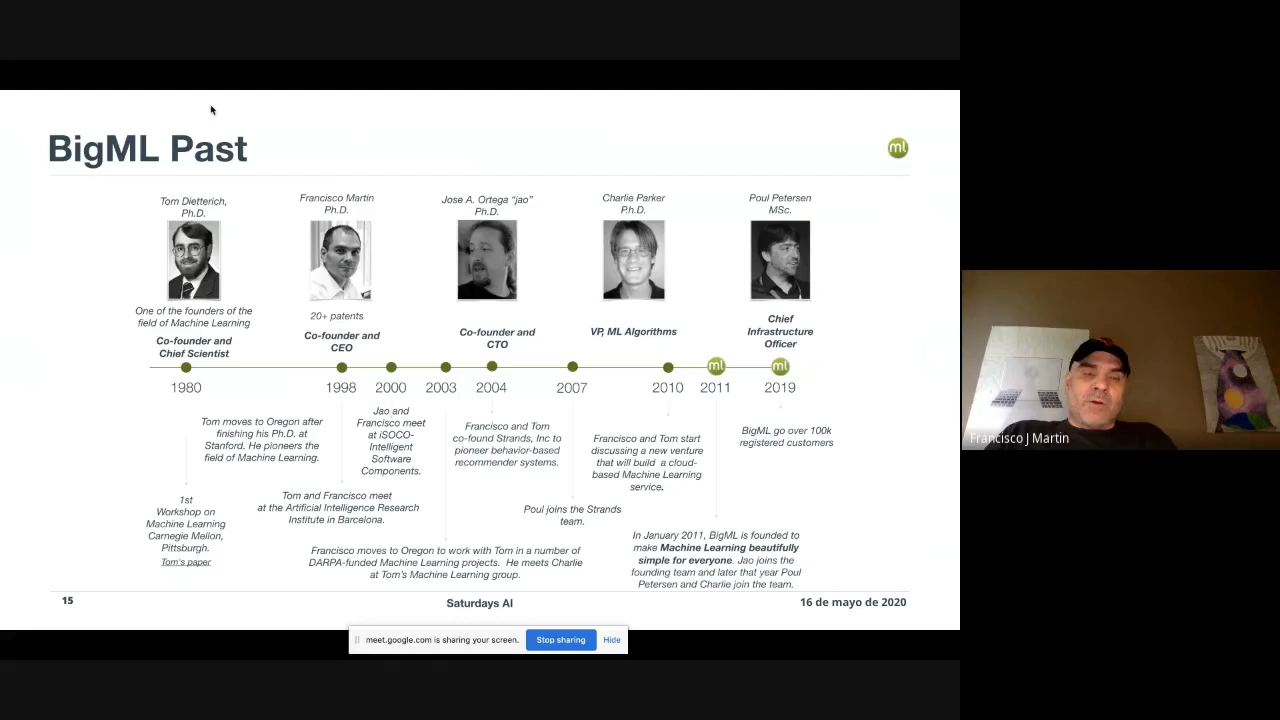 BigML Past
ml
Tom Dietterich,
Ph.D.
One of the founders of the
field of Machine Learning
Co-founder and
Chief Scientist
Francisco Martin
Ph.D.
20+ patents
Co-founder and
CEO
Jose A. Ortega “jao”
Ph.D.
Co-founder and
CTO
Charlie Parker
P.h.D.
VP, ML Algorithms
Poul Petersen
MSc.
Chief
Infrastructure
Officer
ml
ml
1980
1998
2000
2003
2004
2007
2010
2011
2019
Tom moves to Oregon after
finishing his Ph.D. at
Stanford. He pioneers the
field of Machine Learning.
Jao and
Francisco meet
at iSOCO-
Intelligent
Software
Components.
Francisco and Tom
co-found Strands, Inc to
pioneer behavior-based
recommender systems.
Francisco and Tom start
discussing a new venture
that will build a cloud-
based Machine Learning
service.
BigML go over 100k
registered customers
1st
Workshop on
Machine Learning
Carnegie Mellon,
Pittsburgh.
Tom's paper
Tom and Francisco meet
at the Artificial Intelligence Research
Institute in Barcelona.
Poul joins the Strands
team.
Francisco moves to Oregon to work with Tom in a number of
DARPA-funded Machine Learning projects. He meets Charlie
at Tom's Machine Learning group.
In January 2011, BigML is founded to
make Machine Learning beautifully
simple for everyone. Jao joins the
founding team and later that year Poul
Petersen and Charlie join the team.
15
Saturdays AI
16 de mayo de 2020
meet.google.com is sharing your screen.
Stop sharing
Hide
Francisco J Martin